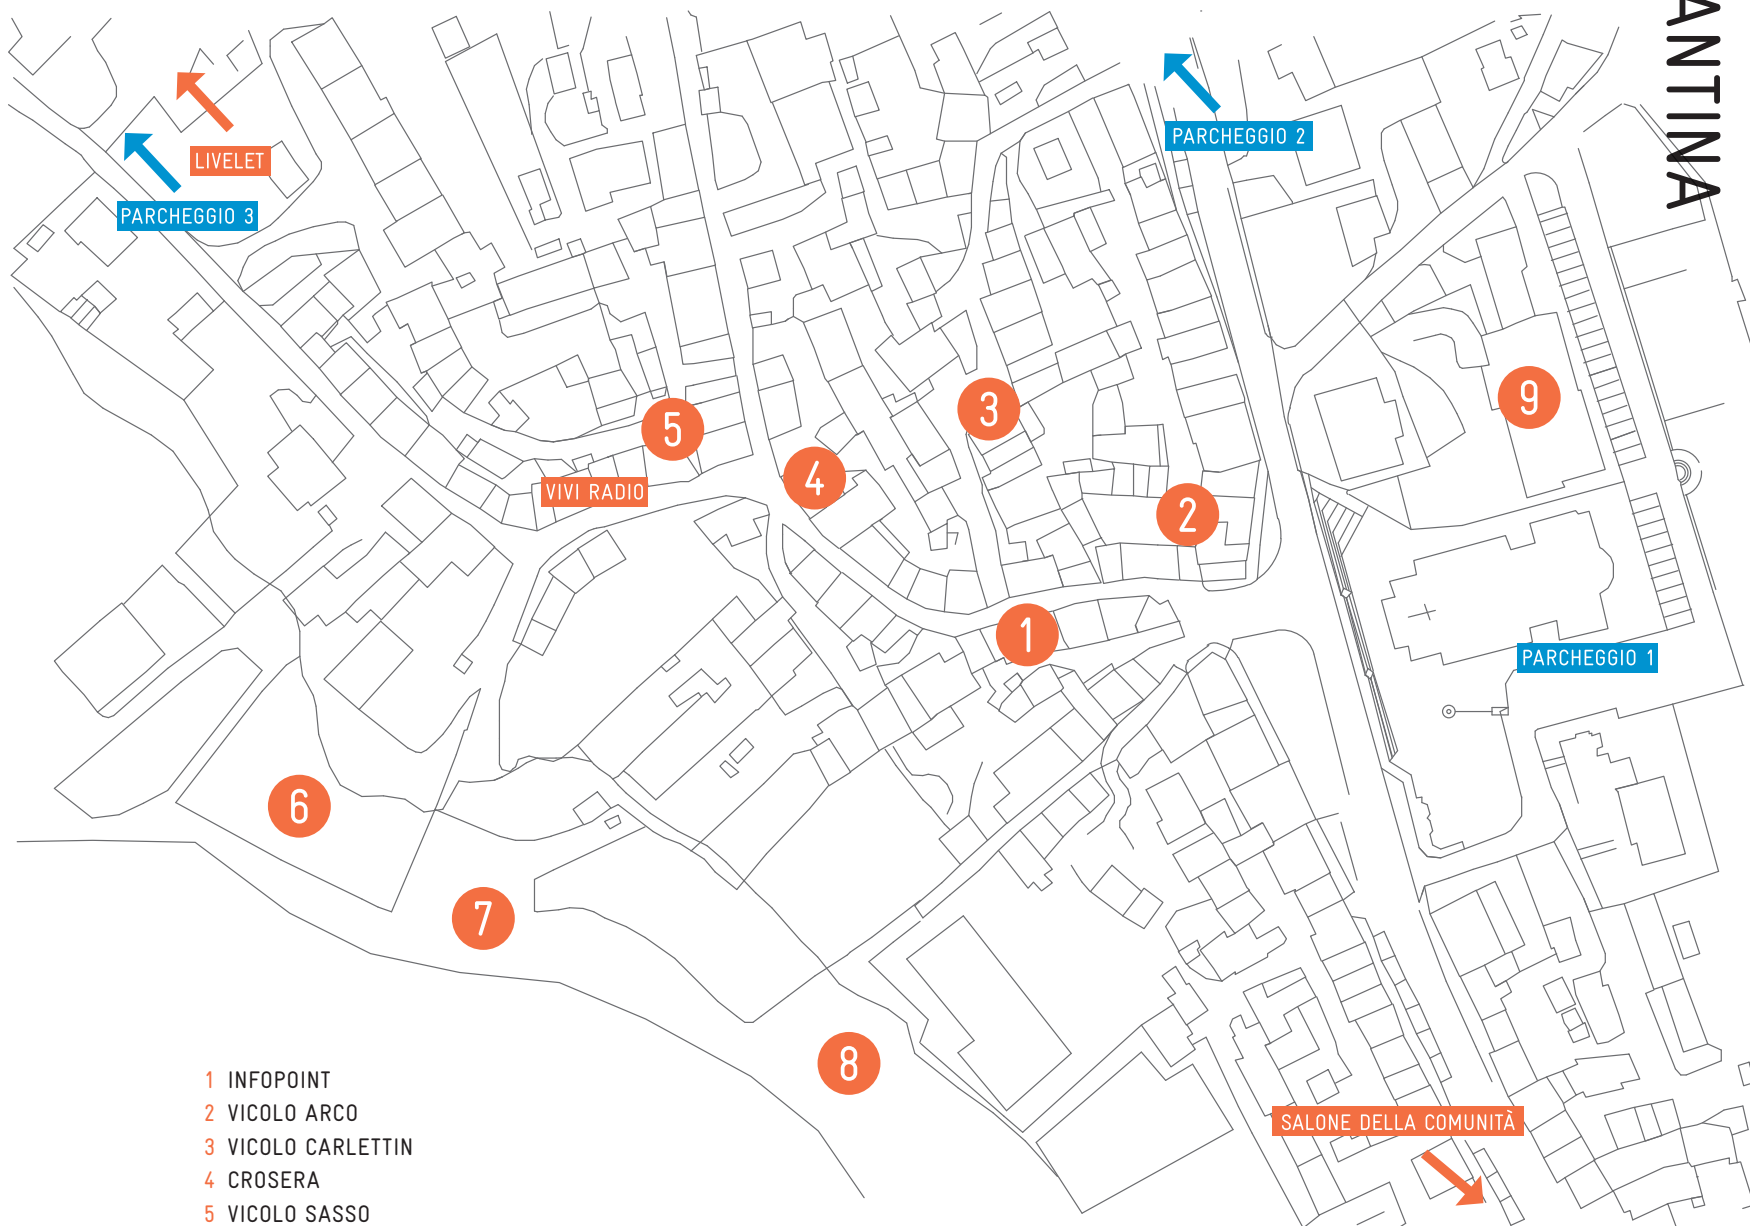 ANTINA
LIVELET
PARCHEGGIO 3
PARCHEGGIO 2
9
3
5
4
VIVI RADIO
2
1
PARCHEGGIO 1
6
7
8
SALONE DELLA COMUNITÀ
1 INFOPOINT
2 VICOLO ARCO
3 VICOLO CARLETTIN
4 CROSERA
5 VICOLO SASSO